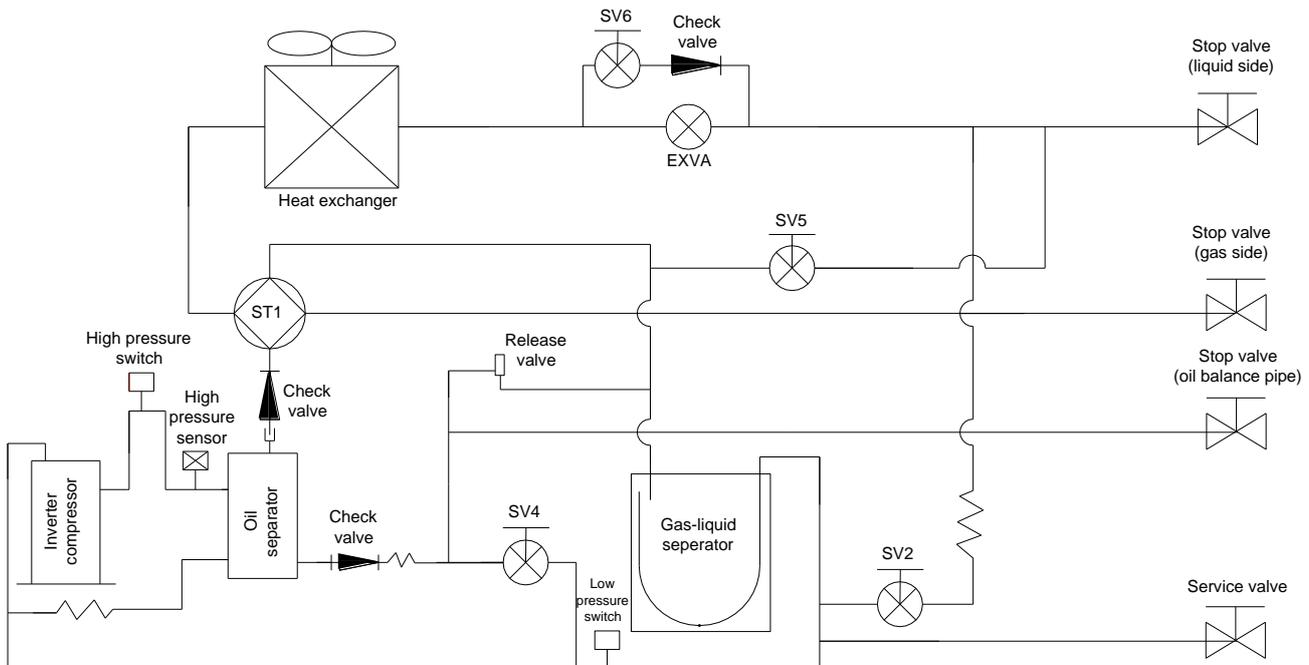 SV6
Check
valve
Stop valve
(liquid side)
EXVA
Heat exchanger
SV5
Stop valve
(gas side)
ST1
High pressure
switch
Release
valve
Stop valve
(oil balance pipe)
High
pressure
sensor
Check
valve
Inverter
compressor
Oil
separator
Check
valve
SV4
Gas-liquid
seperator
SV2
Low
pressure
switch
Service valve